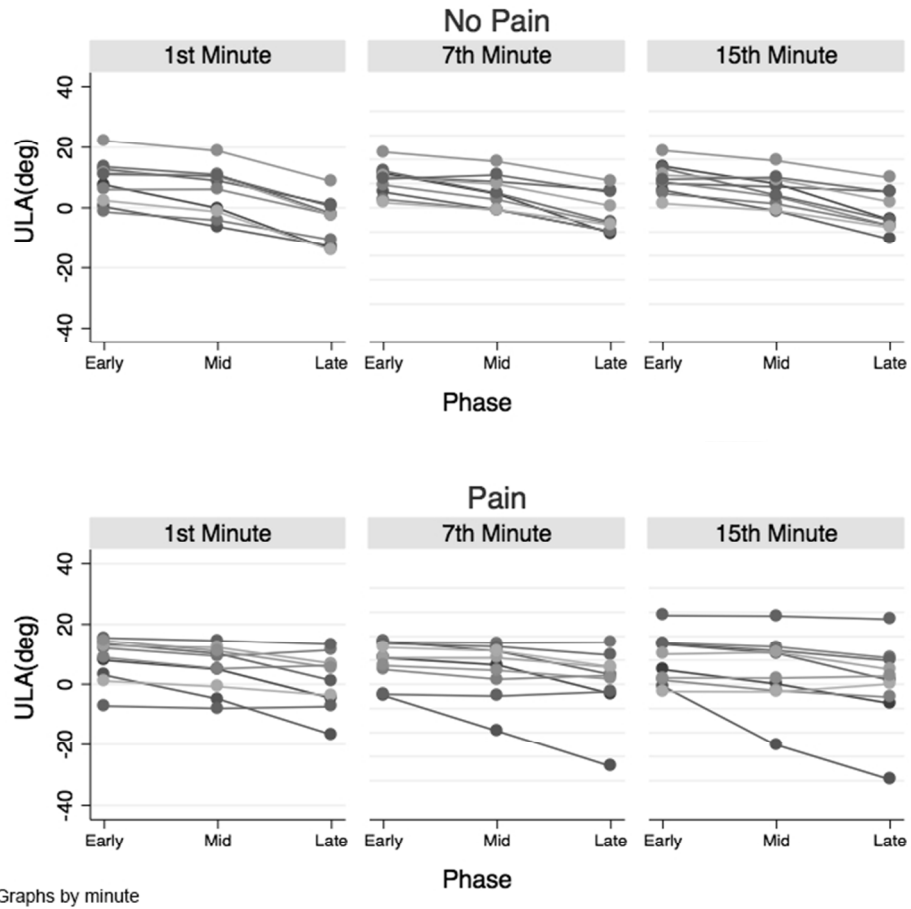 No Pain
1st Minute 7th Minute 15th Minute
40
20
0
-20
-40
ULA(deg)
Early Mid Late Early Mid Late Early Mid Late
Phase
Pain
1st Minute 7th Minute 15th Minute
40
20
0
-20
-40
ULA(deg)
Early Mid Late Early Mid Late Early Mid Late
Phase
Graphs by minute